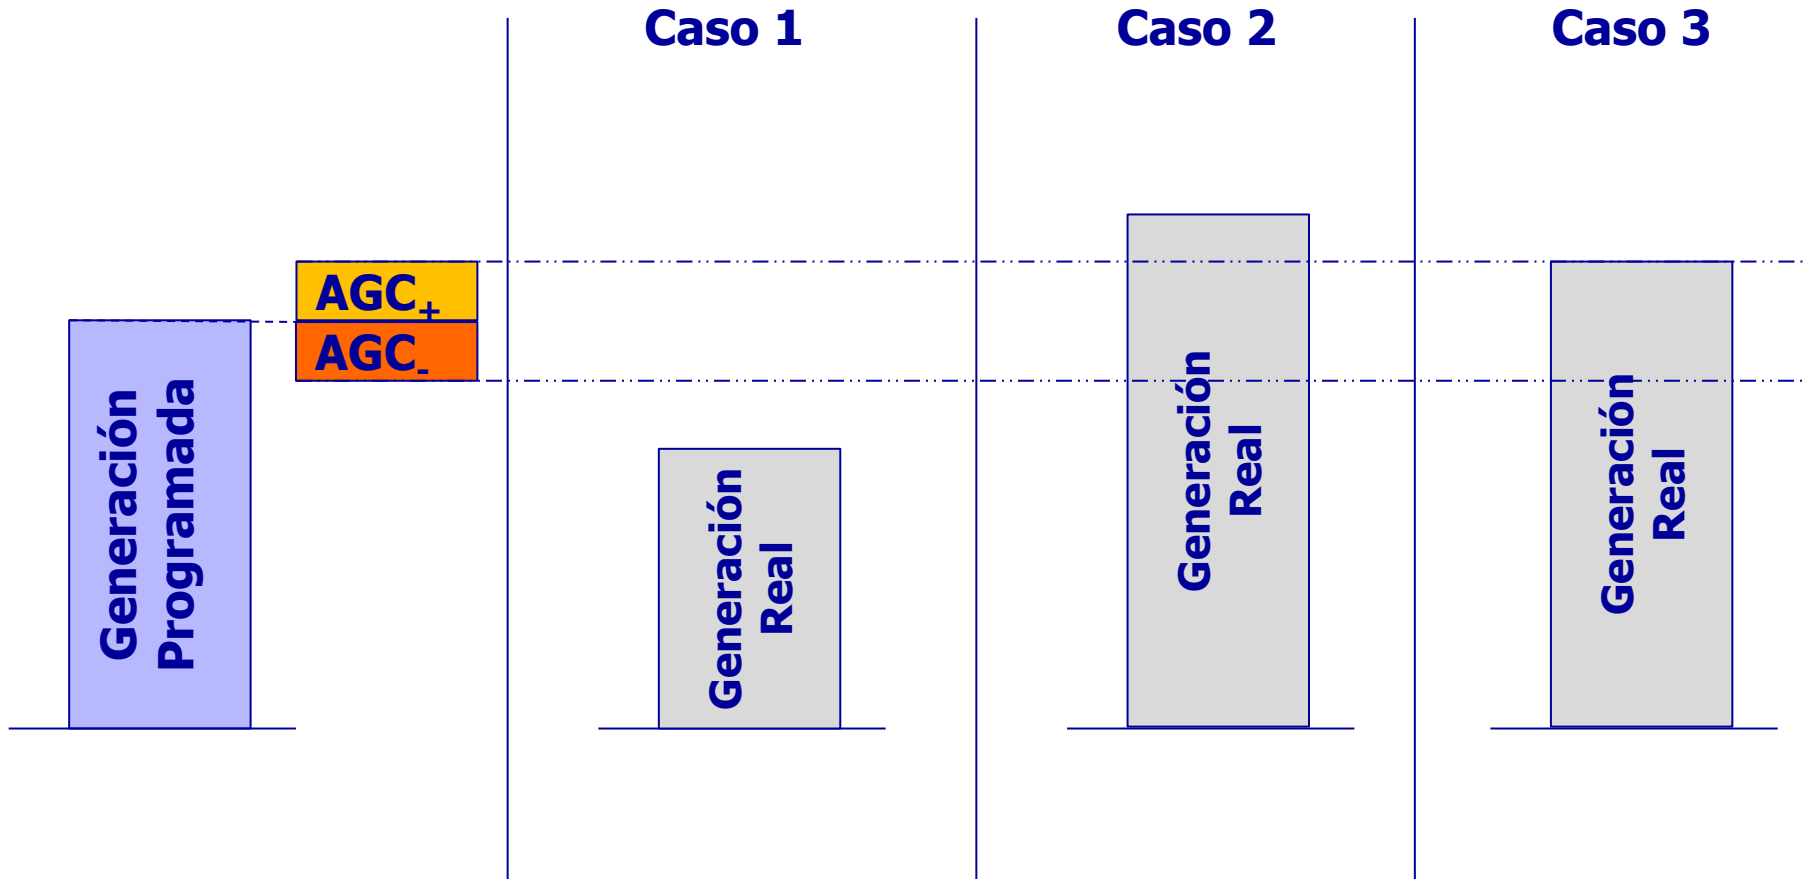 Caso 1
Caso 2
Caso 3
AGC+
AGC-
Generación
Programada
Generación
Real
Generación
Real
Generación
Real